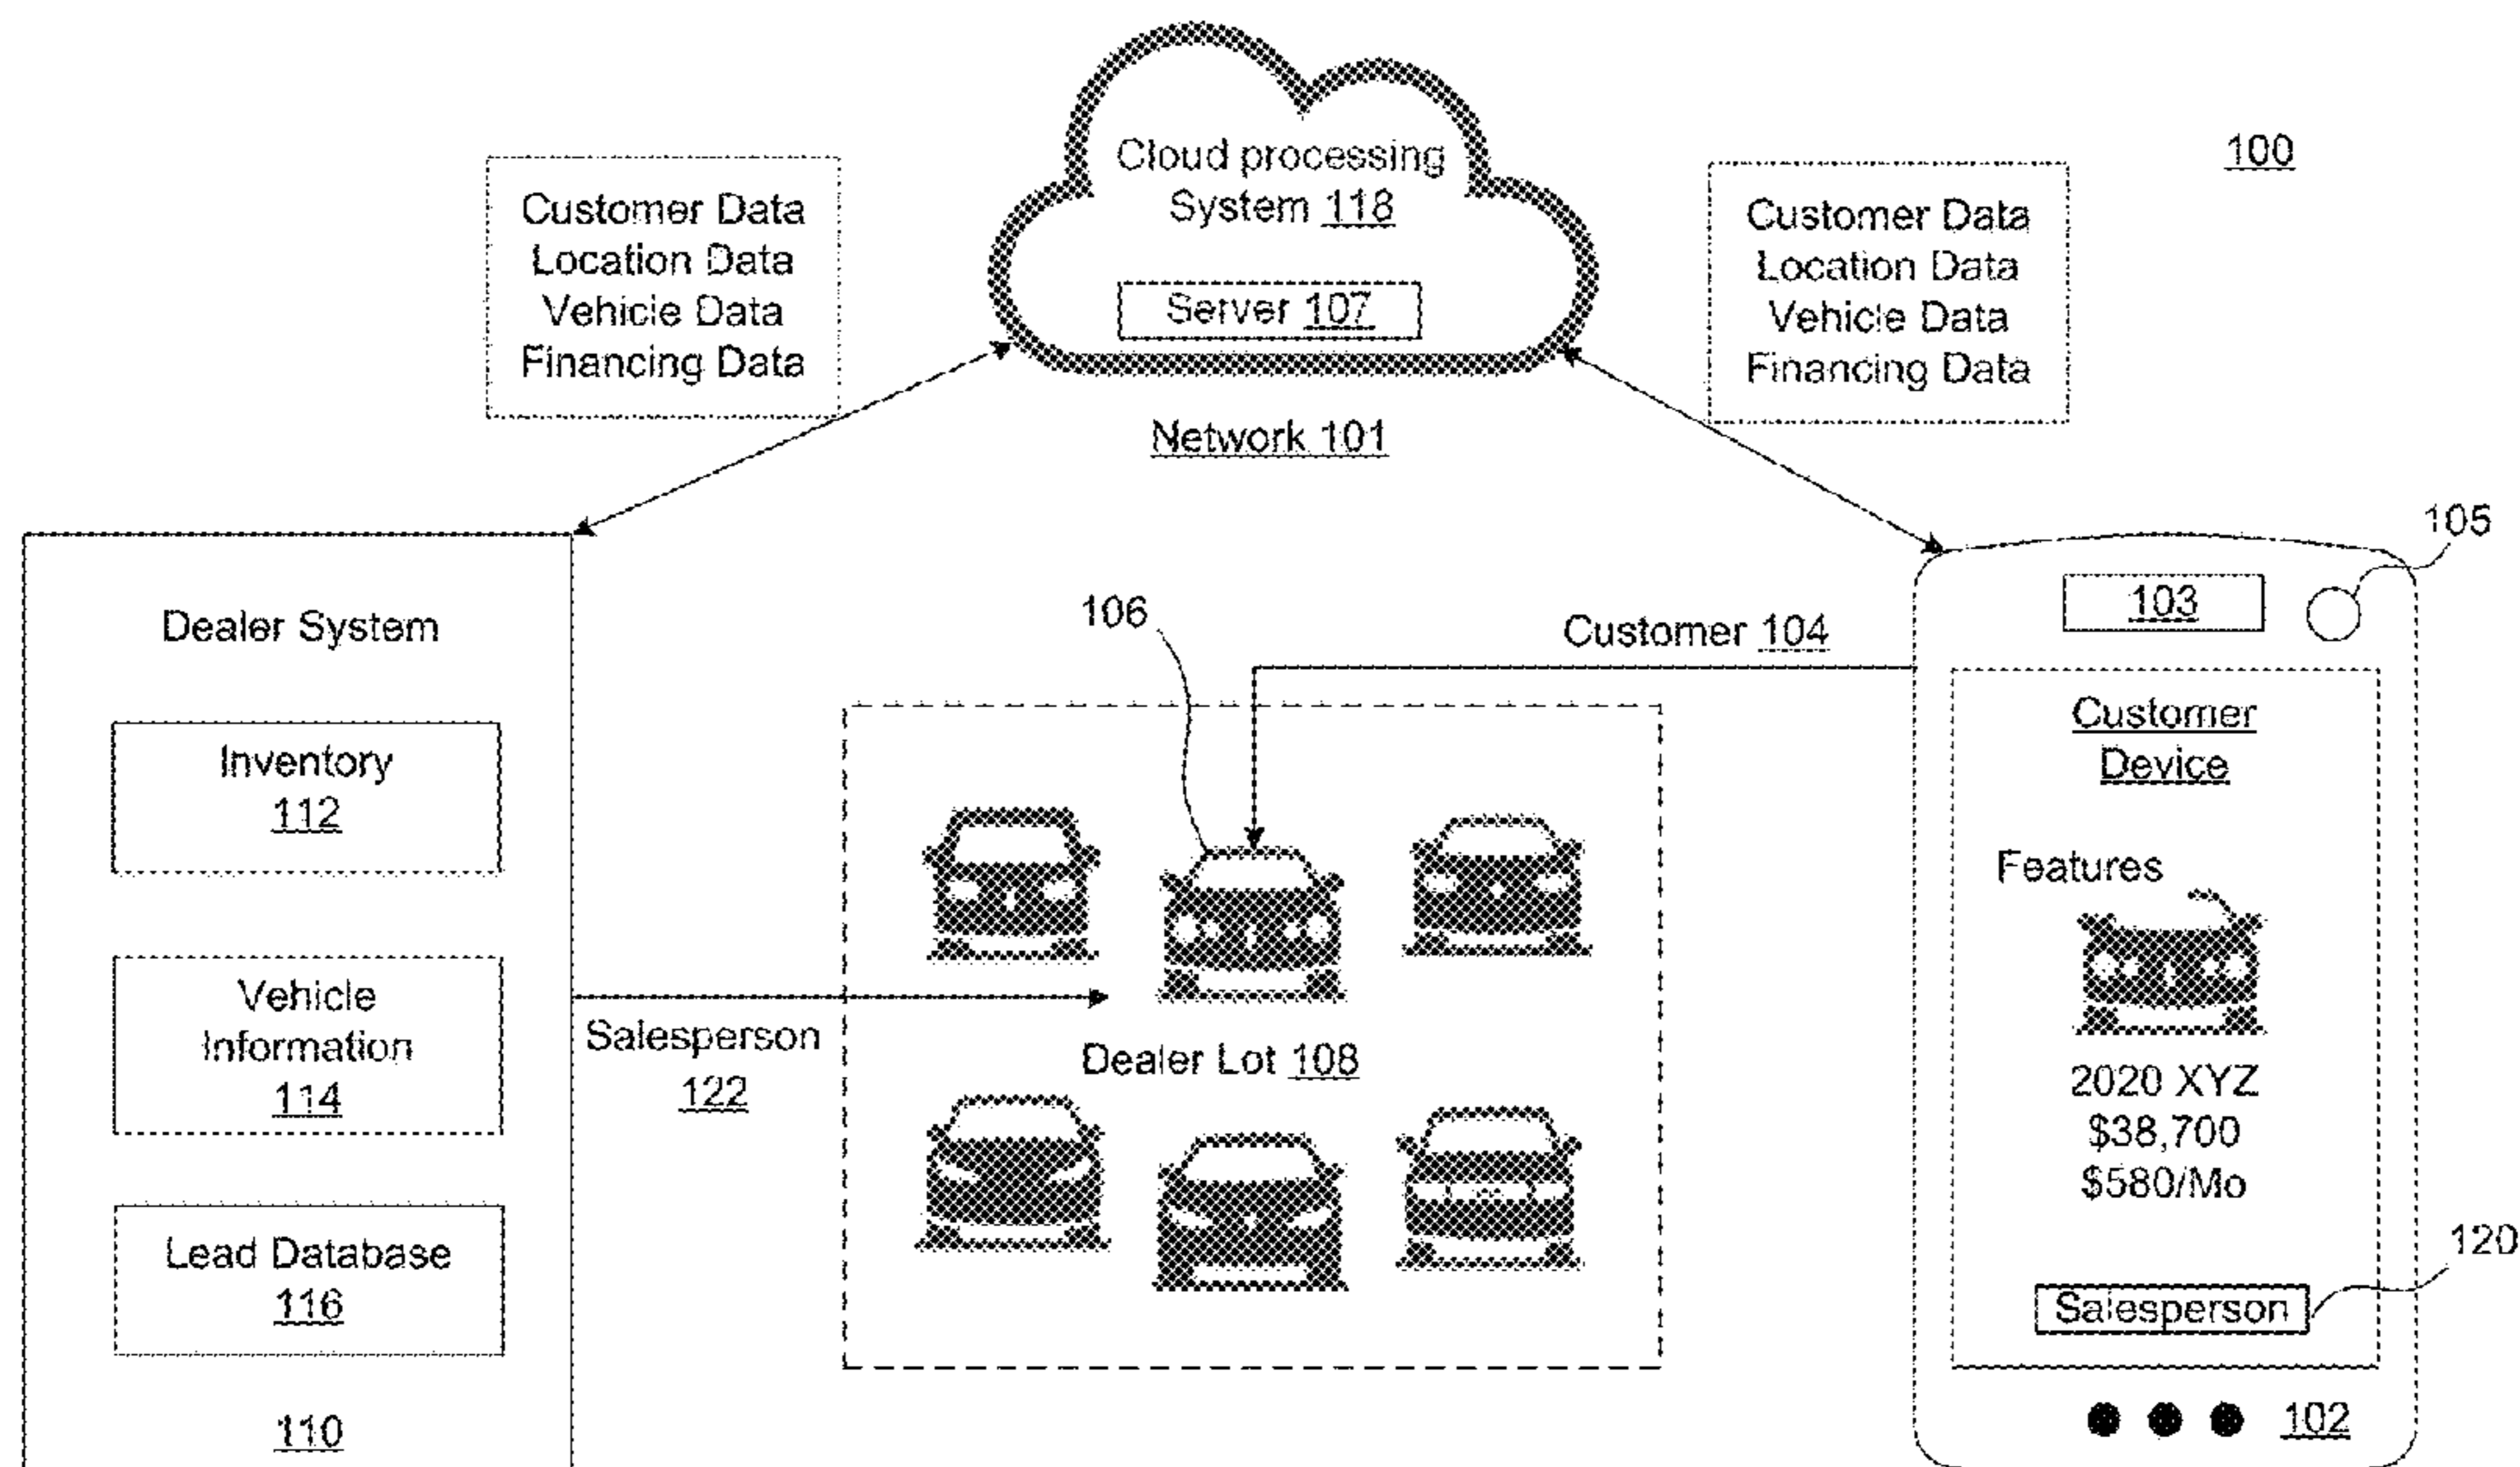 100
Cloud processing
System 118
Server 107
Customer Data
Location Data
Vehicle Data
Financing Data
Customer Data
Location Data
Vehicle Data
Financing Data
Network 101
Dealer System
Inventory
112
Vehicle
Information
114
Lead Database
116
110
Salesperson
122
106
Customer 104
Dealer Lot 108
105
103
Customer
Device
Features
2020 XYZ
$38,700
$580/Mo
Salesperson
120
102